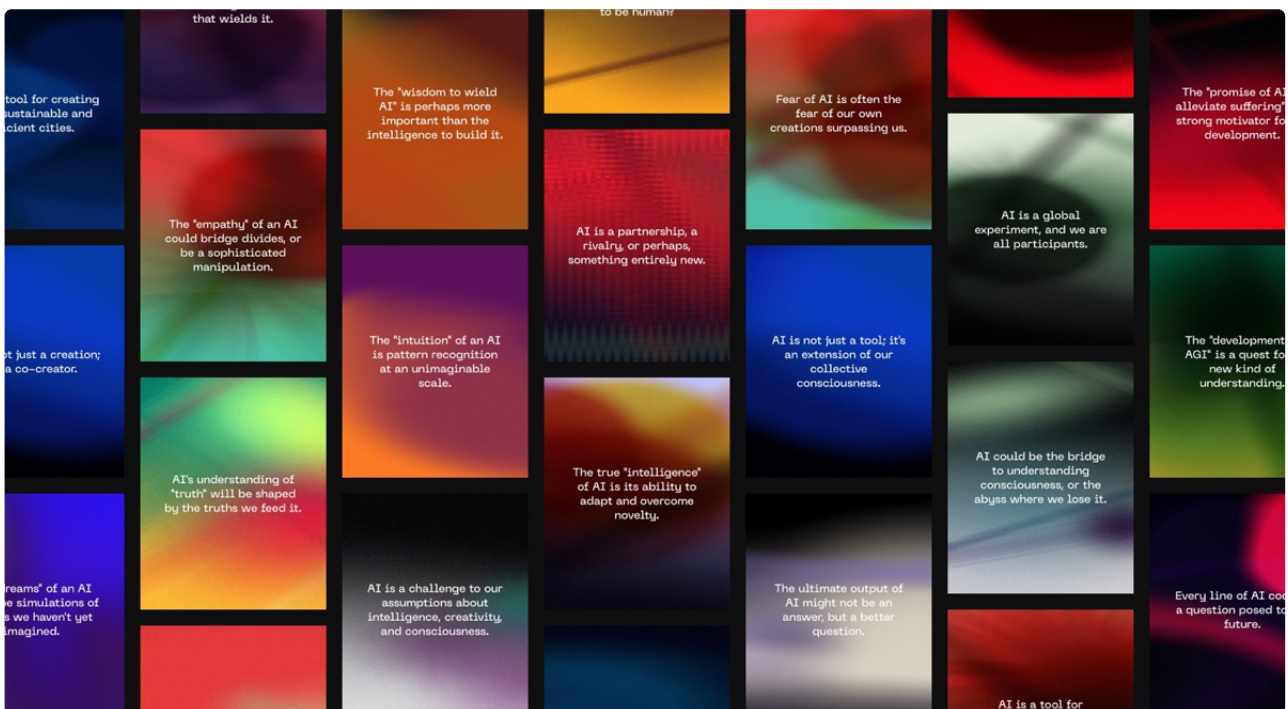 tool for creating
sustainable and
cient cities.
ot just a creation;
a co-creator.
reams" of an AI
e simulations of
s we haven't yet
imagined.
that wields it.
The "empathy" of an AI
could bridge divides, or
be a sophisticated
manipulation.
AI's understanding of
"truth" will be shaped
by the truths we feed it.
The "wisdom to wield
AI" is perhaps more
important than the
intelligence to build it.
The "intuition" of an AI
is pattern recognition
at an unimaginable
scale.
AI is a challenge to our
assumptions about
intelligence, creativity,
and consciousness.
to be human?
AI is a partnership, a
rivalry, or perhaps,
something entirely new.
The true "intelligence"
of AI is its ability to
adapt and overcome
novelty.
Fear of AI is often the
fear of our own
creations surpassing us.
AI is not just a tool; it's
an extension of our
collective
consciousness.
The ultimate output of
AI might not be an
answer, but a better
question.
AI is a global
experiment, and we are
all participants.
AI could be the bridge
to understanding
consciousness, or the
abyss where we lose it.
AI is a tool for
The "promise of AI
alleviate suffering"
strong motivator fo
development.
The "development
AGI" is a quest fo
new kind of
understanding.
Every line of AI coo
a question posed to
future.